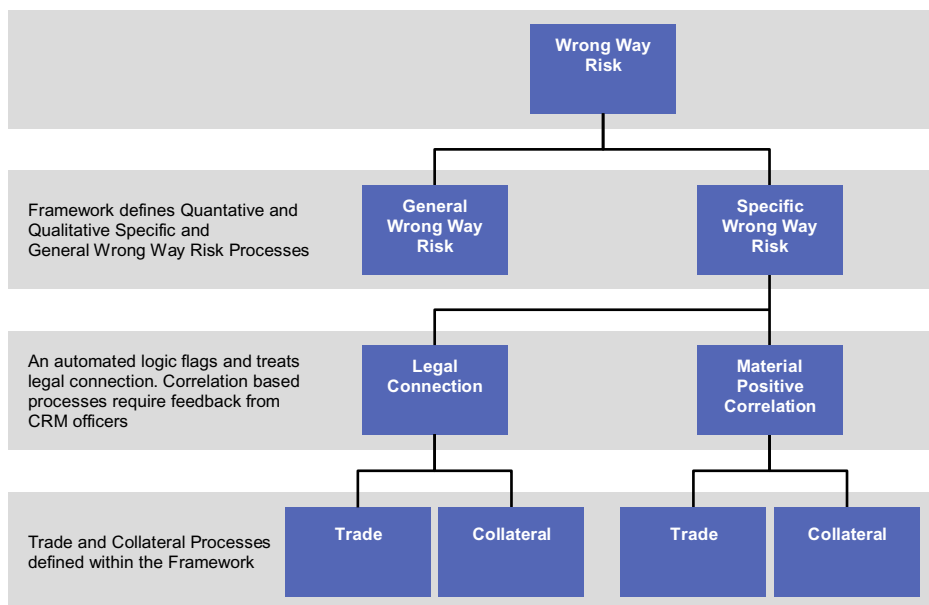 Wrong Way
Risk
Framework defines Quantative and
Qualitative Specific and
General Wrong Way Risk Processes
General
Wrong Way
Risk
Specific
Wrong Way
Risk
An automated logic flags and treats
legal connection. Correlation based
processes require feedback from
CRM officers
Legal
Connection
Material
Positive
Correlation
Trade and Collateral Processes
defined within the Framework
Trade
Collateral
Trade
Collateral